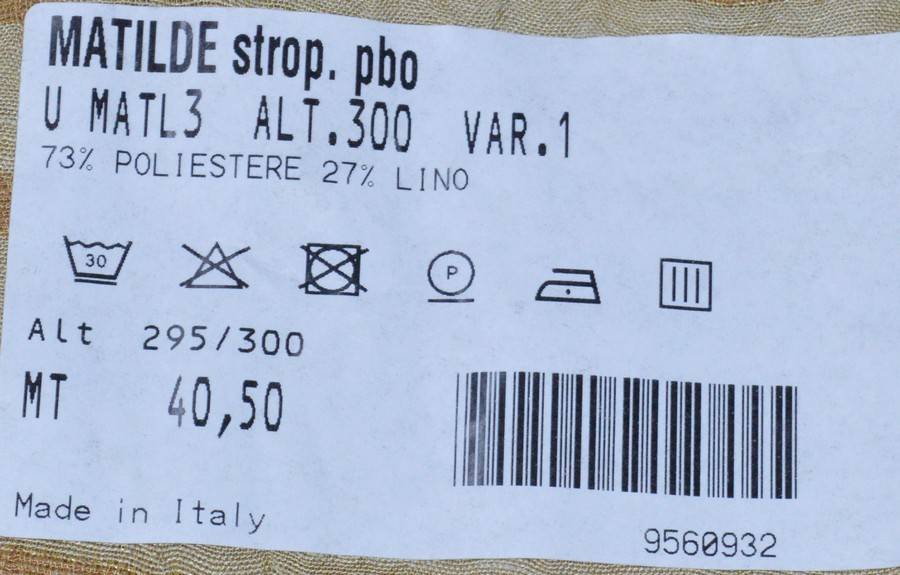 MATILDE strop. pbo
U MATL3 ALT.300 VAR.1
73% POLIESTERE 27% LINO
30 P
Alt 295/300
MT 40,50
Made in Italy
9560932